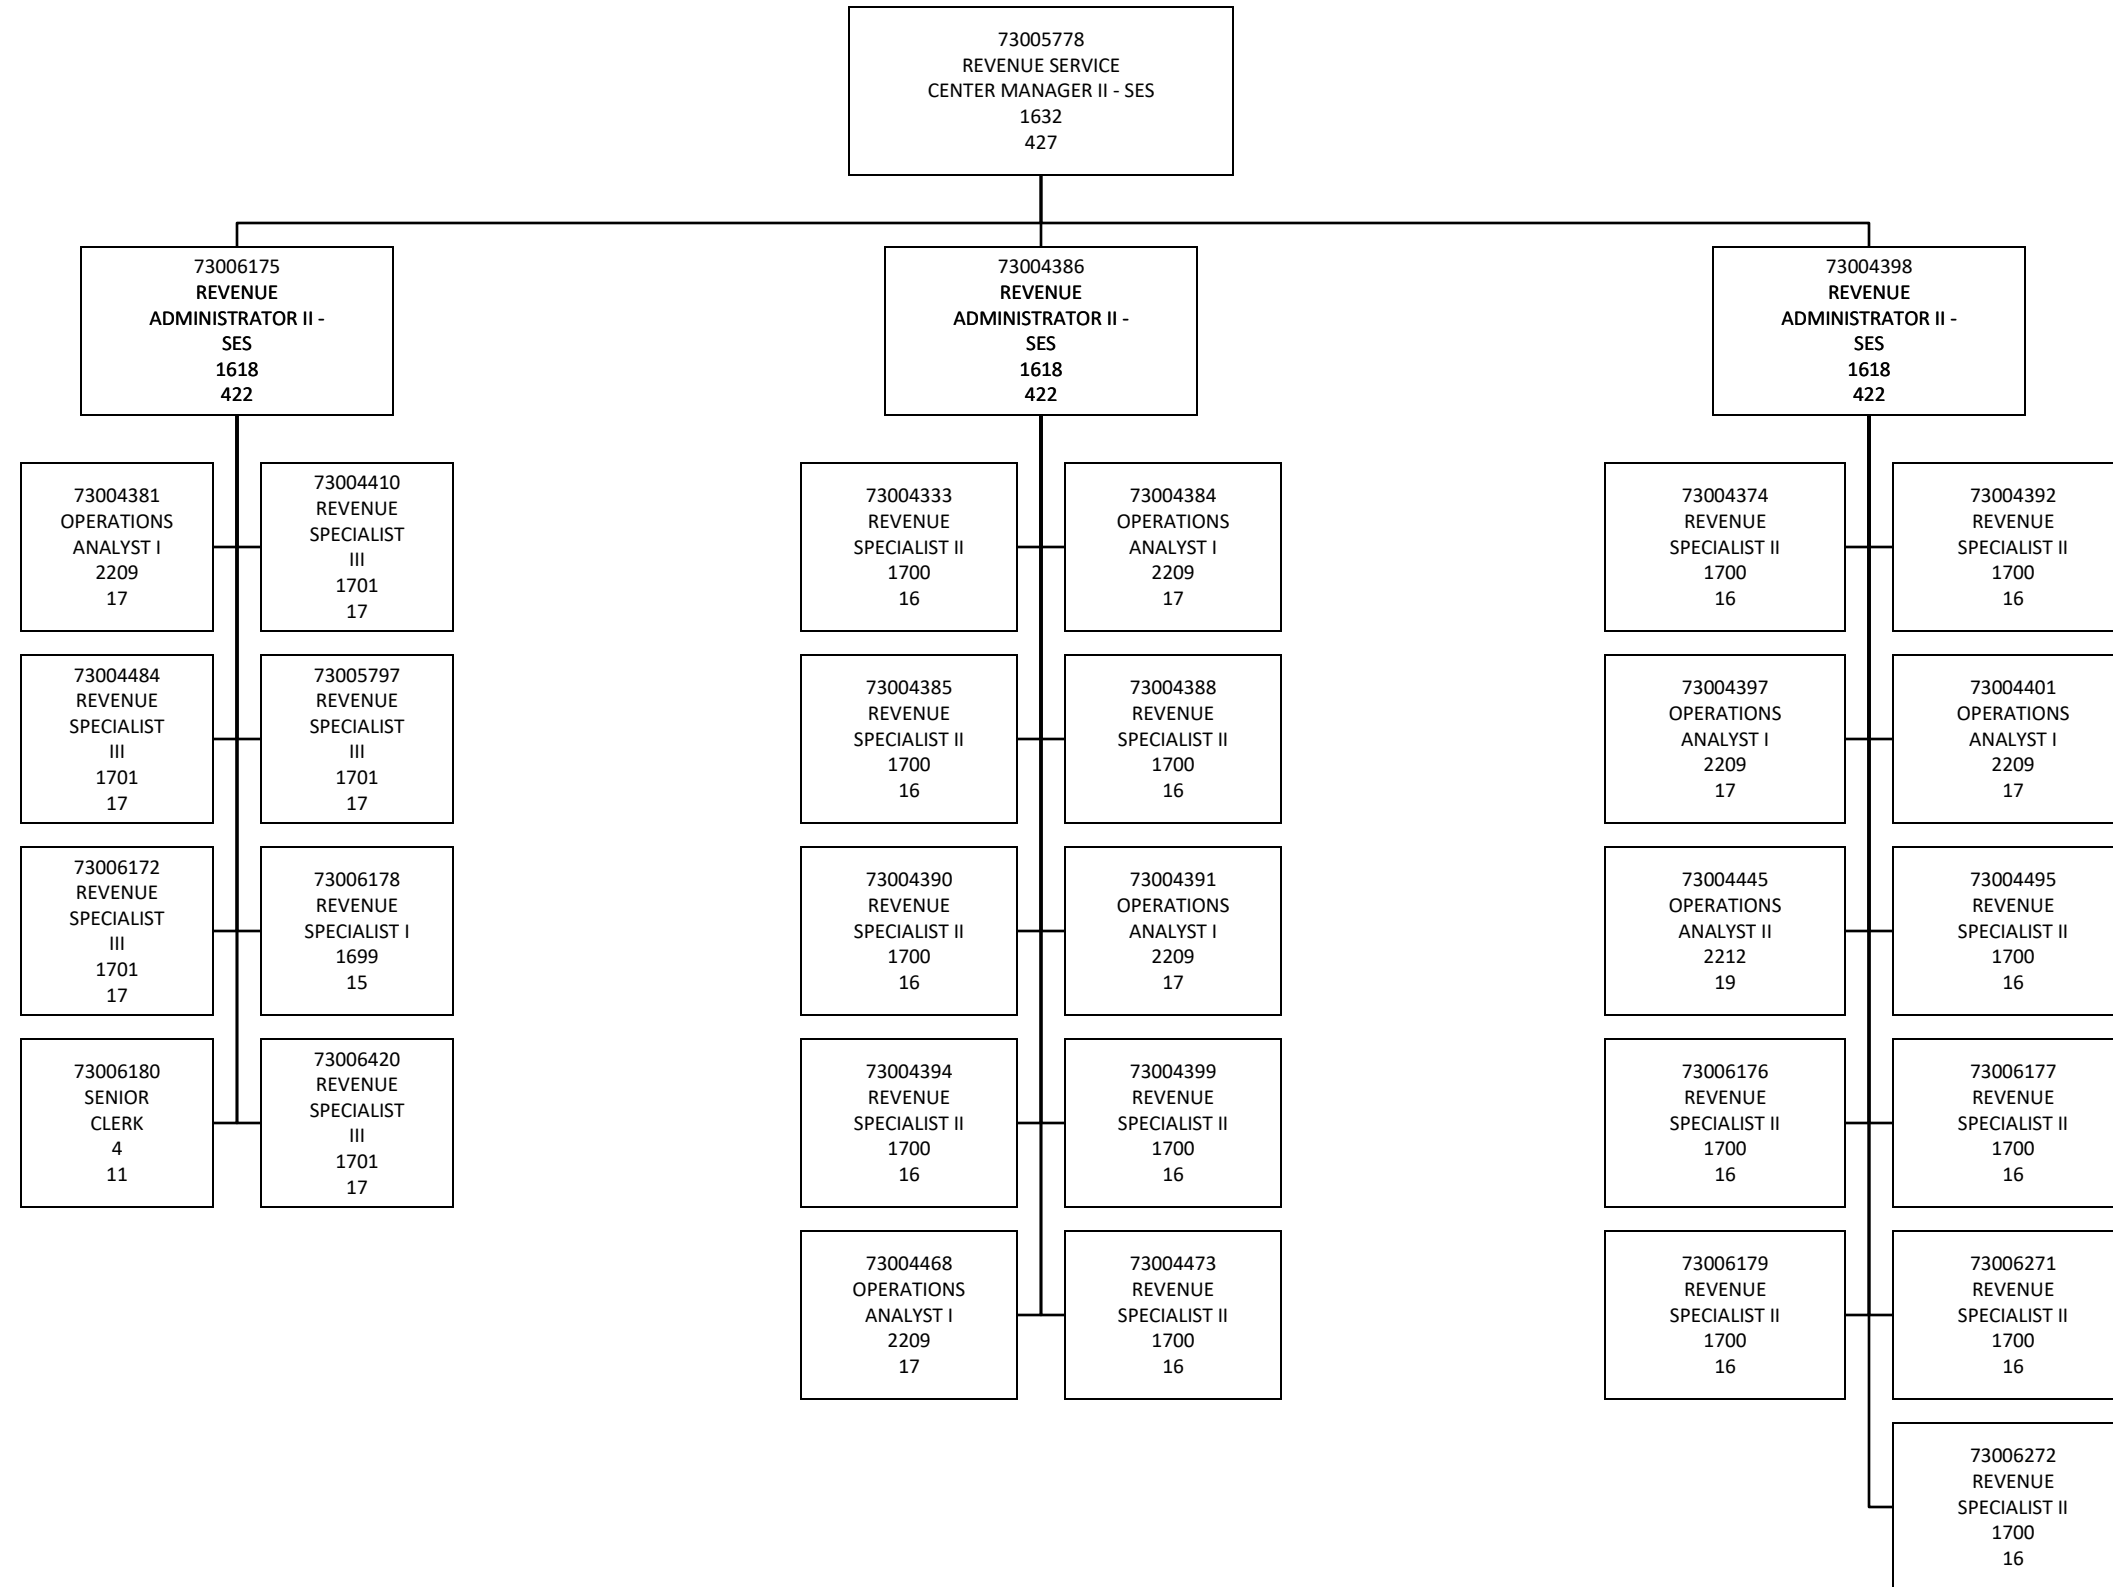 73005778
REVENUE SERVICE
CENTER MANAGER II - SES
1632
427
73006175
REVENUE
ADMINISTRATOR II -
SES
1618
422
73004386
REVENUE
ADMINISTRATOR II -
SES
1618
422
73004398
REVENUE
ADMINISTRATOR II -
SES
1618
422
73004381
OPERATIONS
ANALYST I
2209
17
73004410
REVENUE
SPECIALIST
III
1701
17
73004484
REVENUE
SPECIALIST
III
1701
17
73005797
REVENUE
SPECIALIST
III
1701
17
73006172
REVENUE
SPECIALIST
III
1701
17
73006178
REVENUE
SPECIALIST I
1699
15
73006180
SENIOR
CLERK
4
11
73006420
REVENUE
SPECIALIST
III
1701
17
73004333
REVENUE
SPECIALIST II
1700
16
73004384
OPERATIONS
ANALYST I
2209
17
73004385
REVENUE
SPECIALIST II
1700
16
73004388
REVENUE
SPECIALIST II
1700
16
73004390
REVENUE
SPECIALIST II
1700
16
73004391
OPERATIONS
ANALYST I
2209
17
73004394
REVENUE
SPECIALIST II
1700
16
73004399
REVENUE
SPECIALIST II
1700
16
73004468
OPERATIONS
ANALYST I
2209
17
73004473
REVENUE
SPECIALIST II
1700
16
73004374
REVENUE
SPECIALIST II
1700
16
73004392
REVENUE
SPECIALIST II
1700
16
73004397
OPERATIONS
ANALYST I
2209
17
73004401
OPERATIONS
ANALYST I
2209
17
73004445
OPERATIONS
ANALYST II
2212
19
73004495
REVENUE
SPECIALIST II
1700
16
73006176
REVENUE
SPECIALIST II
1700
16
73006177
REVENUE
SPECIALIST II
1700
16
73006179
REVENUE
SPECIALIST II
1700
16
73006271
REVENUE
SPECIALIST II
1700
16
73006272
REVENUE
SPECIALIST II
1700
16